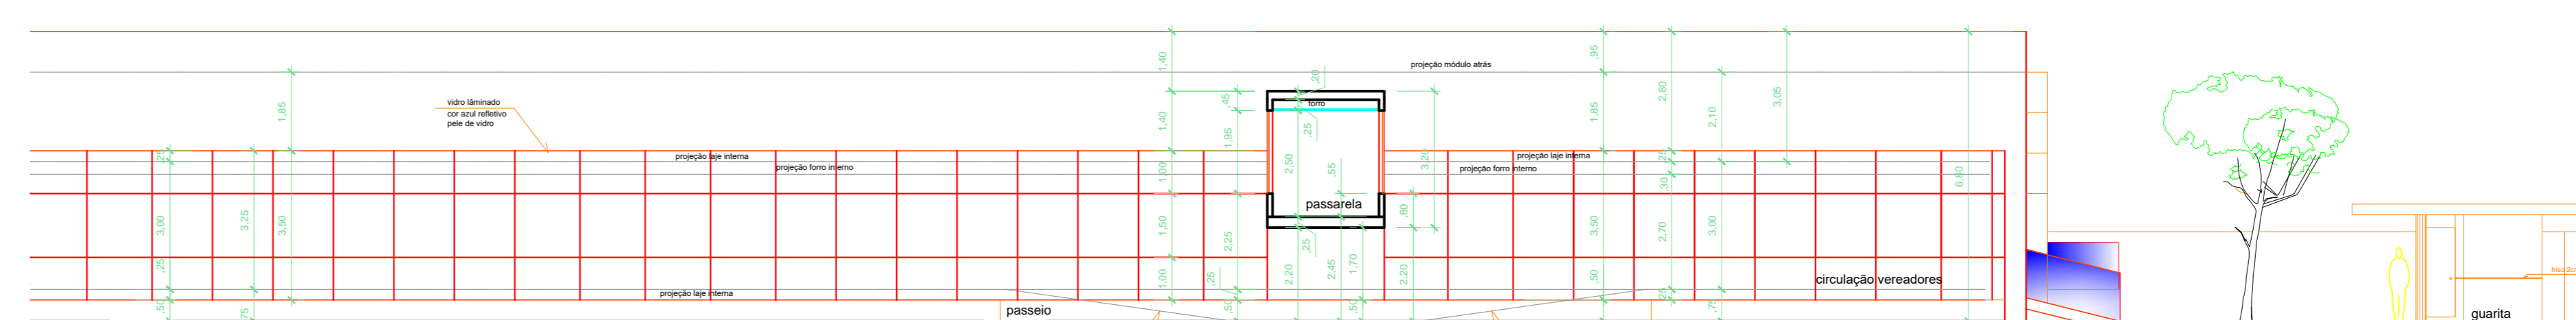 projeção módulo atrás
vidro lâminado
cor azul refletivo
pele de vidro
forro
projeção laje interna
projeção forro interno
projeção laje interna
projeção forro interno
passarela
circulação vereadores
projeção laje interna
passeio
guarita
friso 2cm
1,85
,25
3,00
,25
,50
3,25
,75
3,50
1,40
1,40
1,00
1,50
1,00
,45
1,95
2,25
,25
,50
,20
,25
2,50
,55
,25
2,20
2,45
1,70
,50
3,20
,80
2,20
,95
1,85
3,50
,50
2,80
,25
,30
2,70
,25
2,10
3,00
,75
3,05
6,80